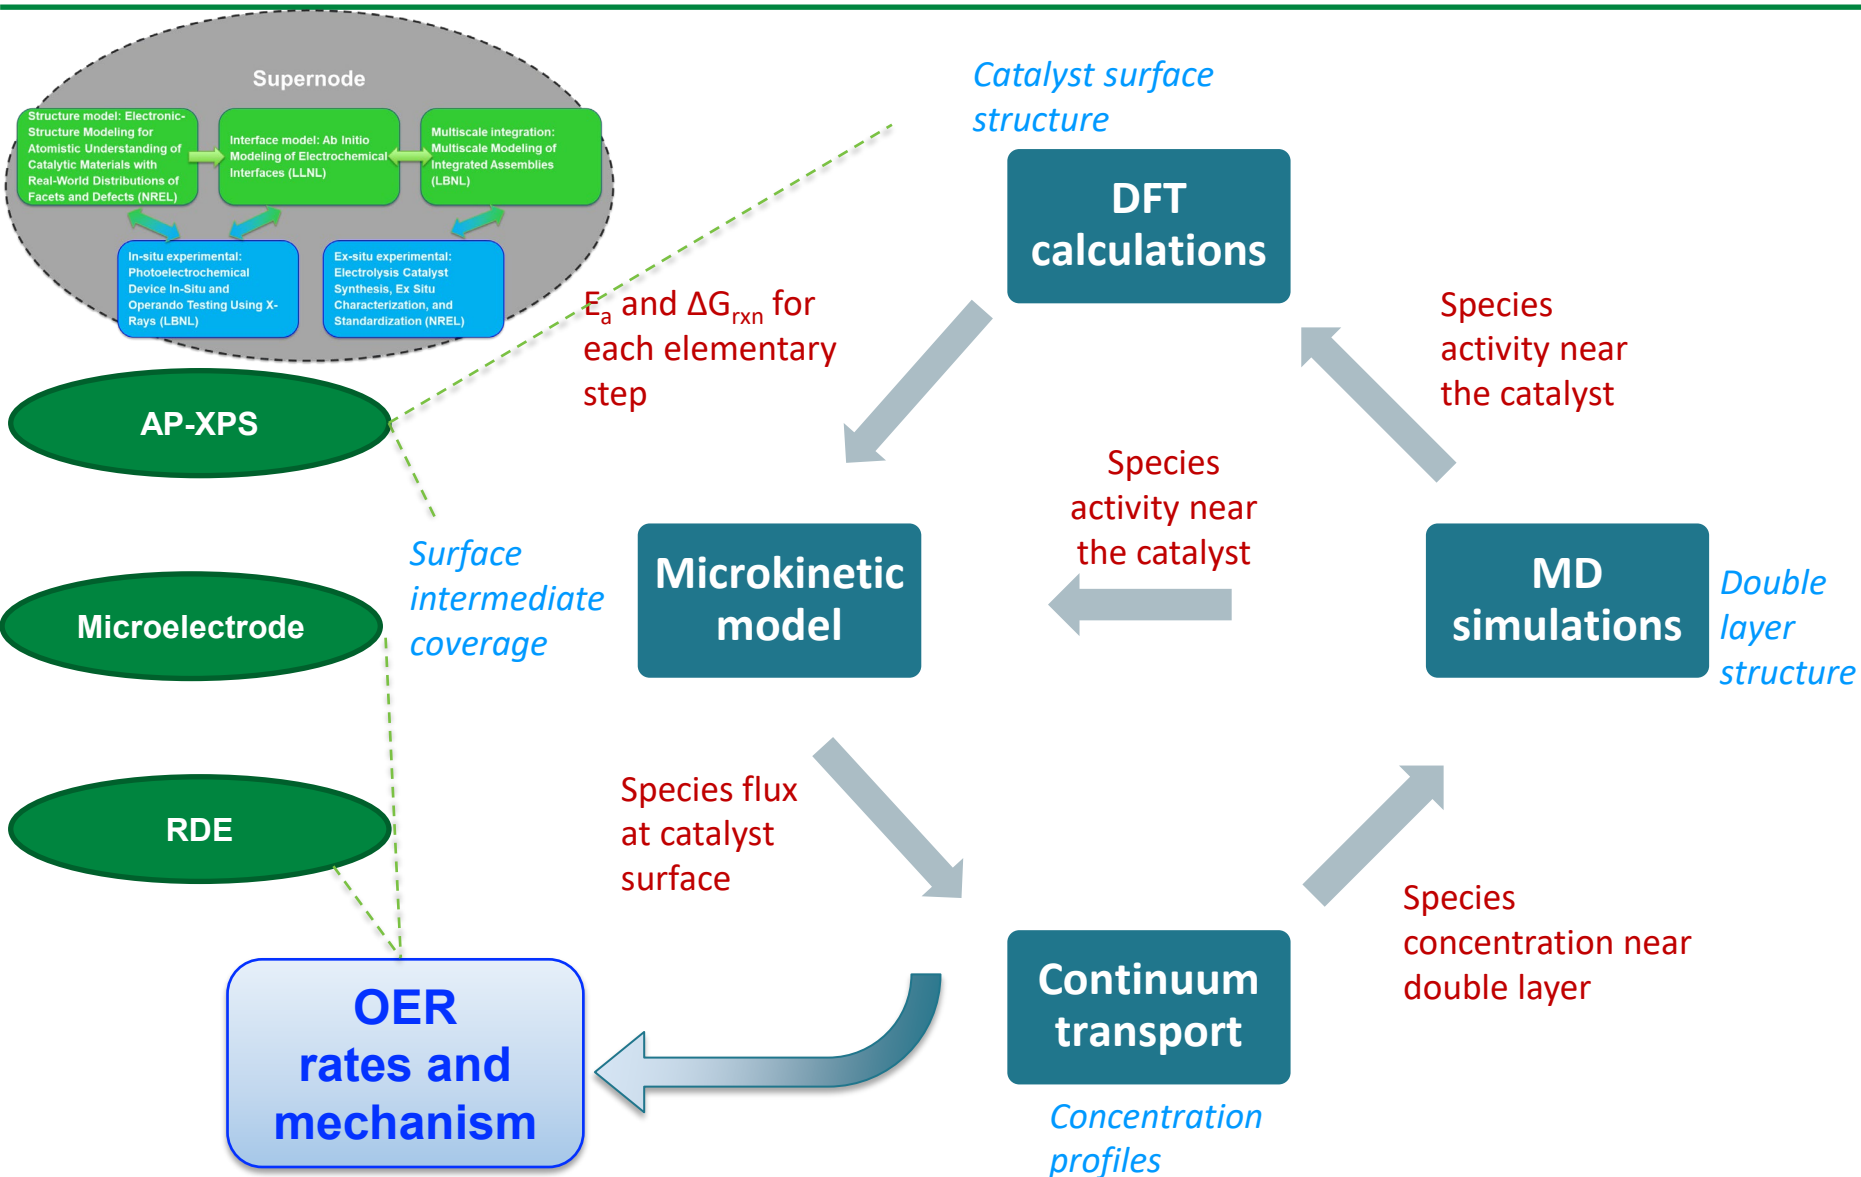 Supernode
Structure model: Electronic-
Structure Modeling for
Atomistic Understanding of
Catalytic Materials with
Real-World Distributions of
Facets and Defects (NREL)
Interface model: Ab Initio
Modeling of Electrochemical
Interfaces (LLNL)
Multiscale integration:
Multiscale Modeling of
Integrated Assemblies
(LBNL)
In-situ experimental:
Photoelectrochemical
Device In-Situ and
Operando Testing Using X-
Rays (LBNL)
Ex-situ experimental:
Electrolysis Catalyst
Synthesis, Ex Situ
Characterization, and
Standardization (NREL)
Catalyst surface
structure
DFT
calculations
Eₐ and ΔGᵣₓₙ for
each elementary
step
Species
activity near
the catalyst
AP-XPS
Species
activity near
the catalyst
Surface
intermediate
coverage
Microkinetic
model
MD
simulations
Double
layer
structure
Microelectrode
RDE
Species flux
at catalyst
surface
Species
concentration near
double layer
Continuum
transport
OER
rates and
mechanism
Concentration
profiles